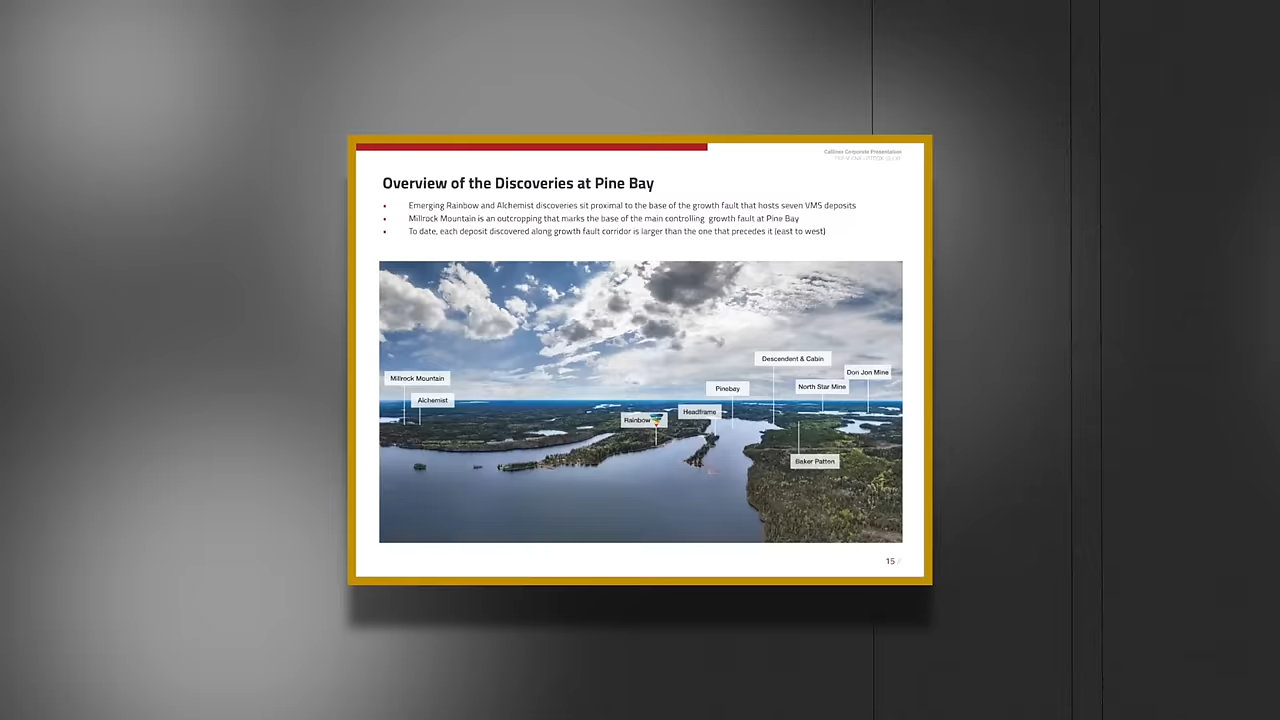 Callinex Corporate Presentation
Overview of the Discoveries at Pine Bay
• Emerging Rainbow and Alchemist discoveries sit proximal to the base of the growth fault that hosts seven VMS deposits
• Millrock Mountain is an outcropping that marks the base of the main controlling growth fault at Pine Bay
• To date, each deposit discovered along growth fault corridor is larger than the one that precedes it (east to west)
Descendent & Cabin
Don Jon Mine
Millrock Mountain
Pinebay
North Star Mine
Alchemist
Rainbow
Headframe
Baker Patton
15 //